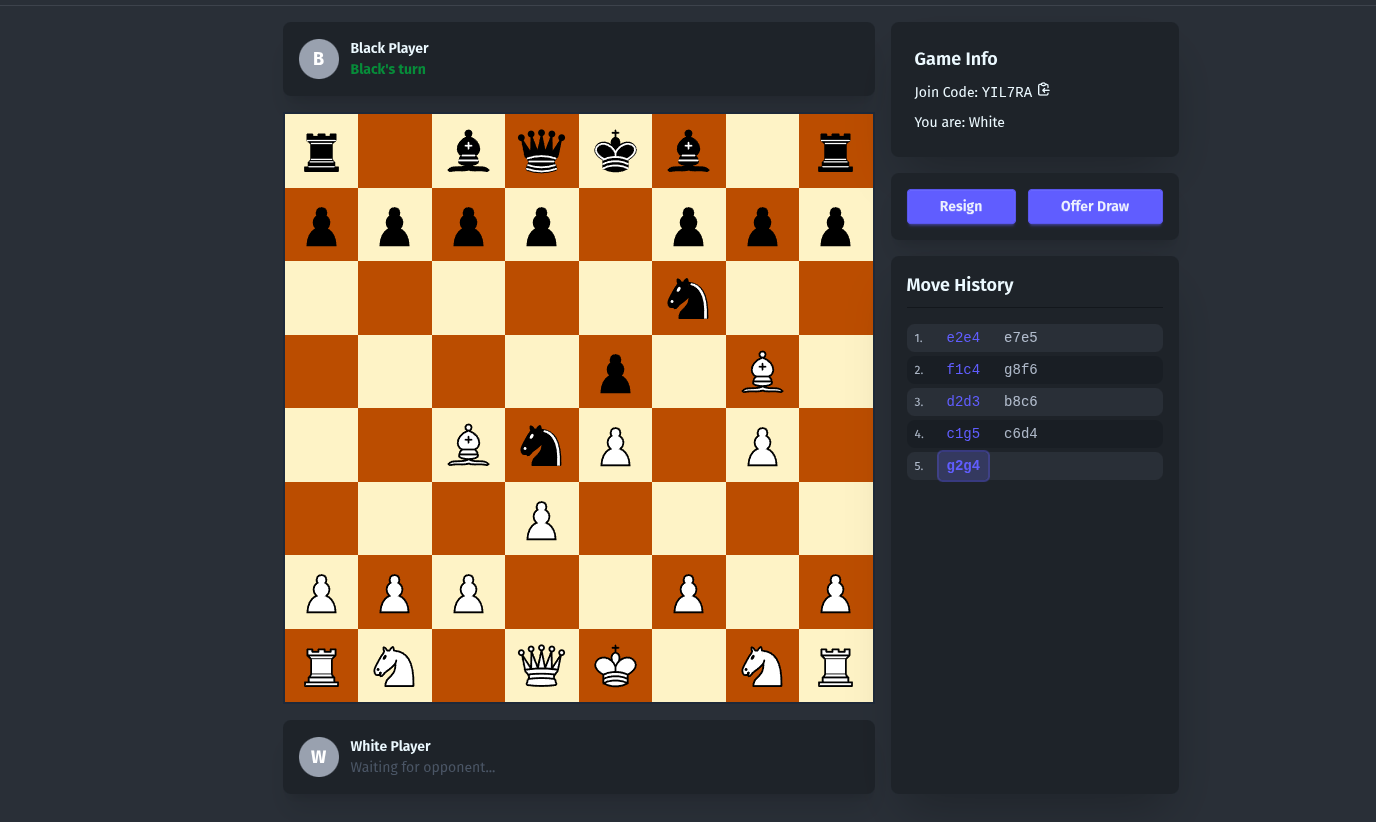 B
Black Player
Black's turn
Game Info
Join Code: YIL7RA
You are: White
Resign
Offer Draw
Move History
1. e2e4 e7e5
2. f1c4 g8f6
3. d2d3 b8c6
4. c1g5 c6d4
5. g2g4
W
White Player
Waiting for opponent...